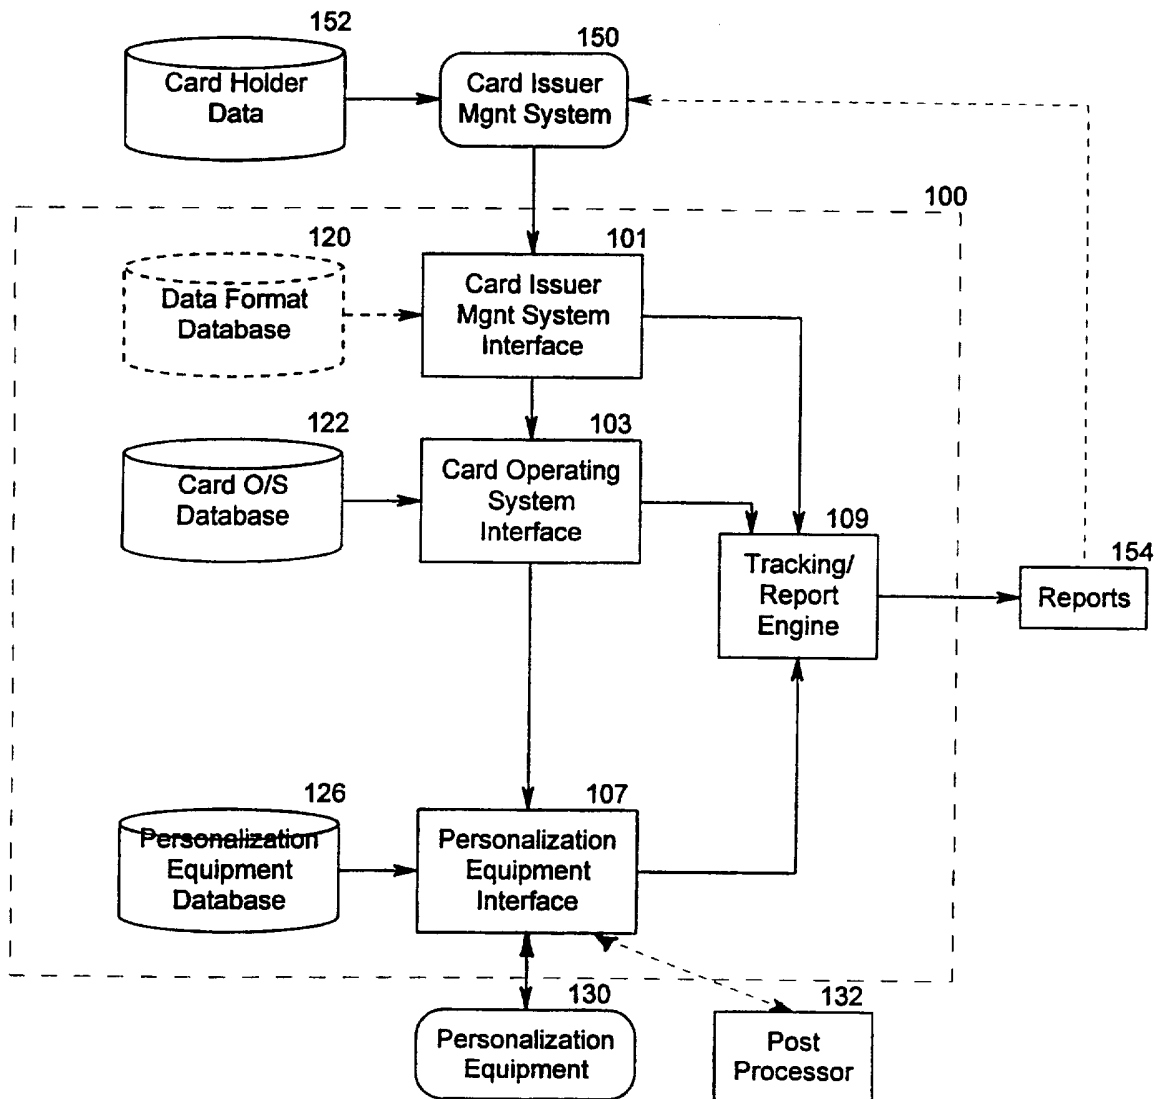 152
Card Holder
Data
150
Card Issuer
Mgnt System
100
120
Data Format
Database
101
Card Issuer
Mgnt System
Interface
122
Card O/S
Database
103
Card Operating
System
Interface
109
Tracking/
Report
Engine
154
Reports
126
Personalization
Equipment
Database
107
Personalization
Equipment
Interface
130
Personalization
Equipment
132
Post
Processor